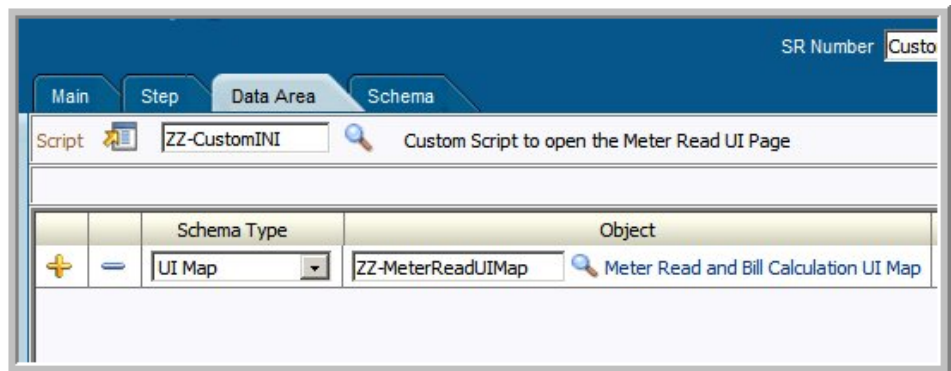 SR Number Custo
Main Step Data Area Schema
Script ZZ-CustomINI Custom Script to open the Meter Read UI Page
Schema Type Object
UI Map ZZ-MeterReadUIMap Meter Read and Bill Calculation UI Map